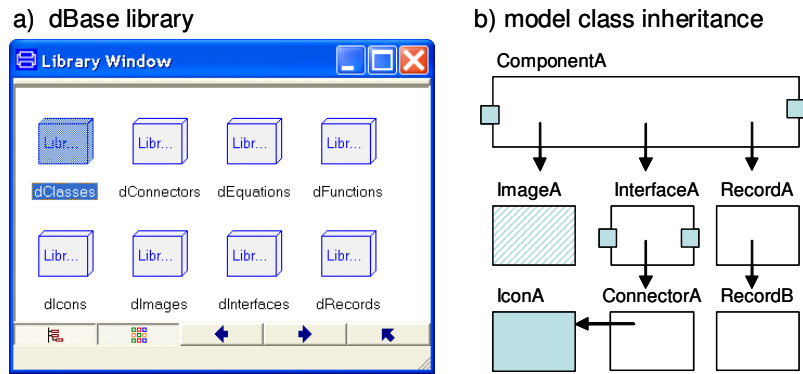 a) dBase library
Library Window
Libr... Libr... Libr... Libr...
dClasses dConnectors dEquations dFunctions
Libr... Libr... Libr... Libr...
dIcons dImages dInterfaces dRecords
b) model class inheritance
ComponentA
ImageA InterfaceA RecordA
IconA ConnectorA RecordB